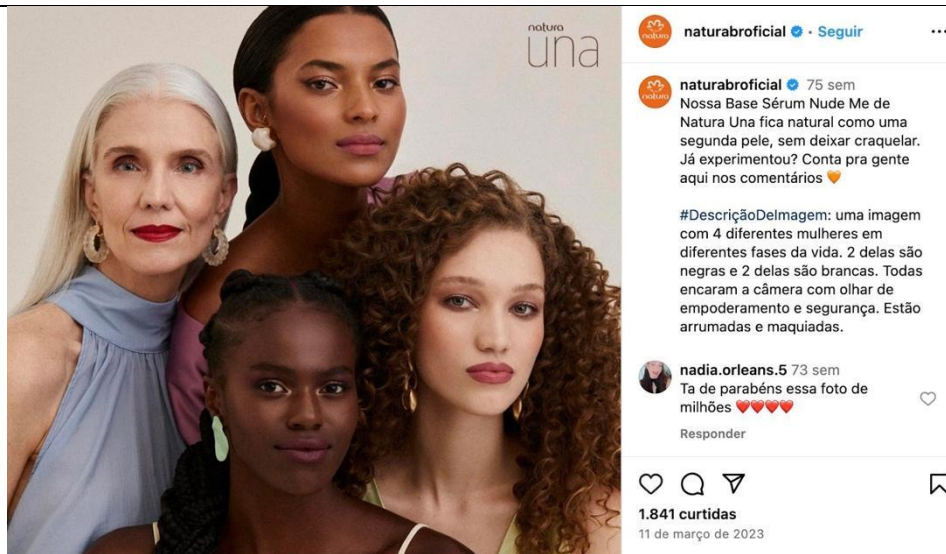 natura
una
natura
naturabroficial · Seguir
natura
naturabroficial 75 sem
Nossa Base Sérum Nude Me de
Natura Una fica natural como uma
segunda pele, sem deixar craquelar.
Já experimentou? Conta pra gente
aqui nos comentários 🧡
#DescriçãoDeImagem: uma imagem
com 4 diferentes mulheres em
diferentes fases da vida. 2 delas são
negras e 2 delas são brancas. Todas
encaram a câmera com olhar de
empoderamento e segurança. Estão
arrumadas e maquiadas.
nadia.orleans.5 73 sem
Ta de parabéns essa foto de
milhões ❤️❤️❤️❤️
Responder
1.841 curtidas
11 de março de 2023